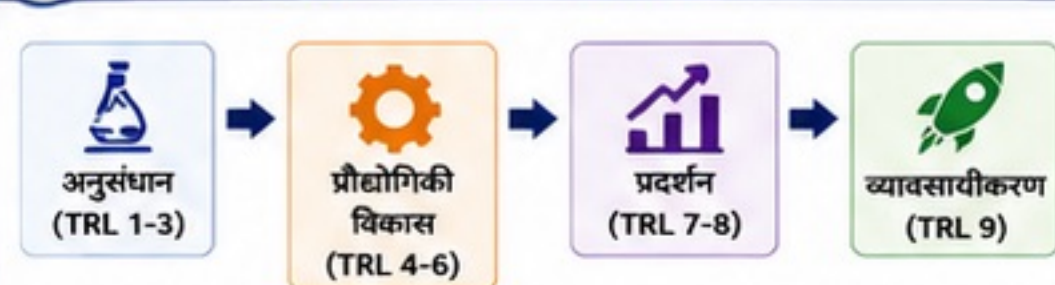 अनुसंधान
(TRL 1-3)
प्रौद्योगिकी
विकास
(TRL 4-6)
प्रदर्शन
(TRL 7-8)
व्यावसायीकरण
(TRL 9)